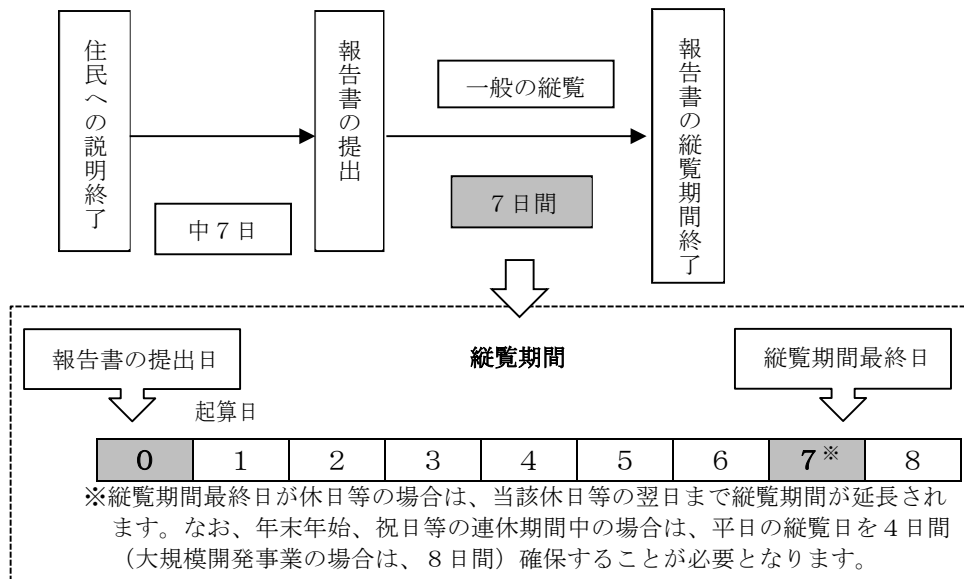 住民への説明終了
中７日
報告書の提出
一般の縦覧
７日間
報告書の縦覧期間終了
報告書の提出日
縦覧期間
縦覧期間最終日
起算日
0 1 2 3 4 5 6 7※ 8
※縦覧期間最終日が休日等の場合は、当該休日等の翌日まで縦覧期間が延長され
ます。なお、年末年始、祝日等の連休期間中の場合は、平日の縦覧日を４日間
（大規模開発事業の場合は、８日間）確保することが必要となります。